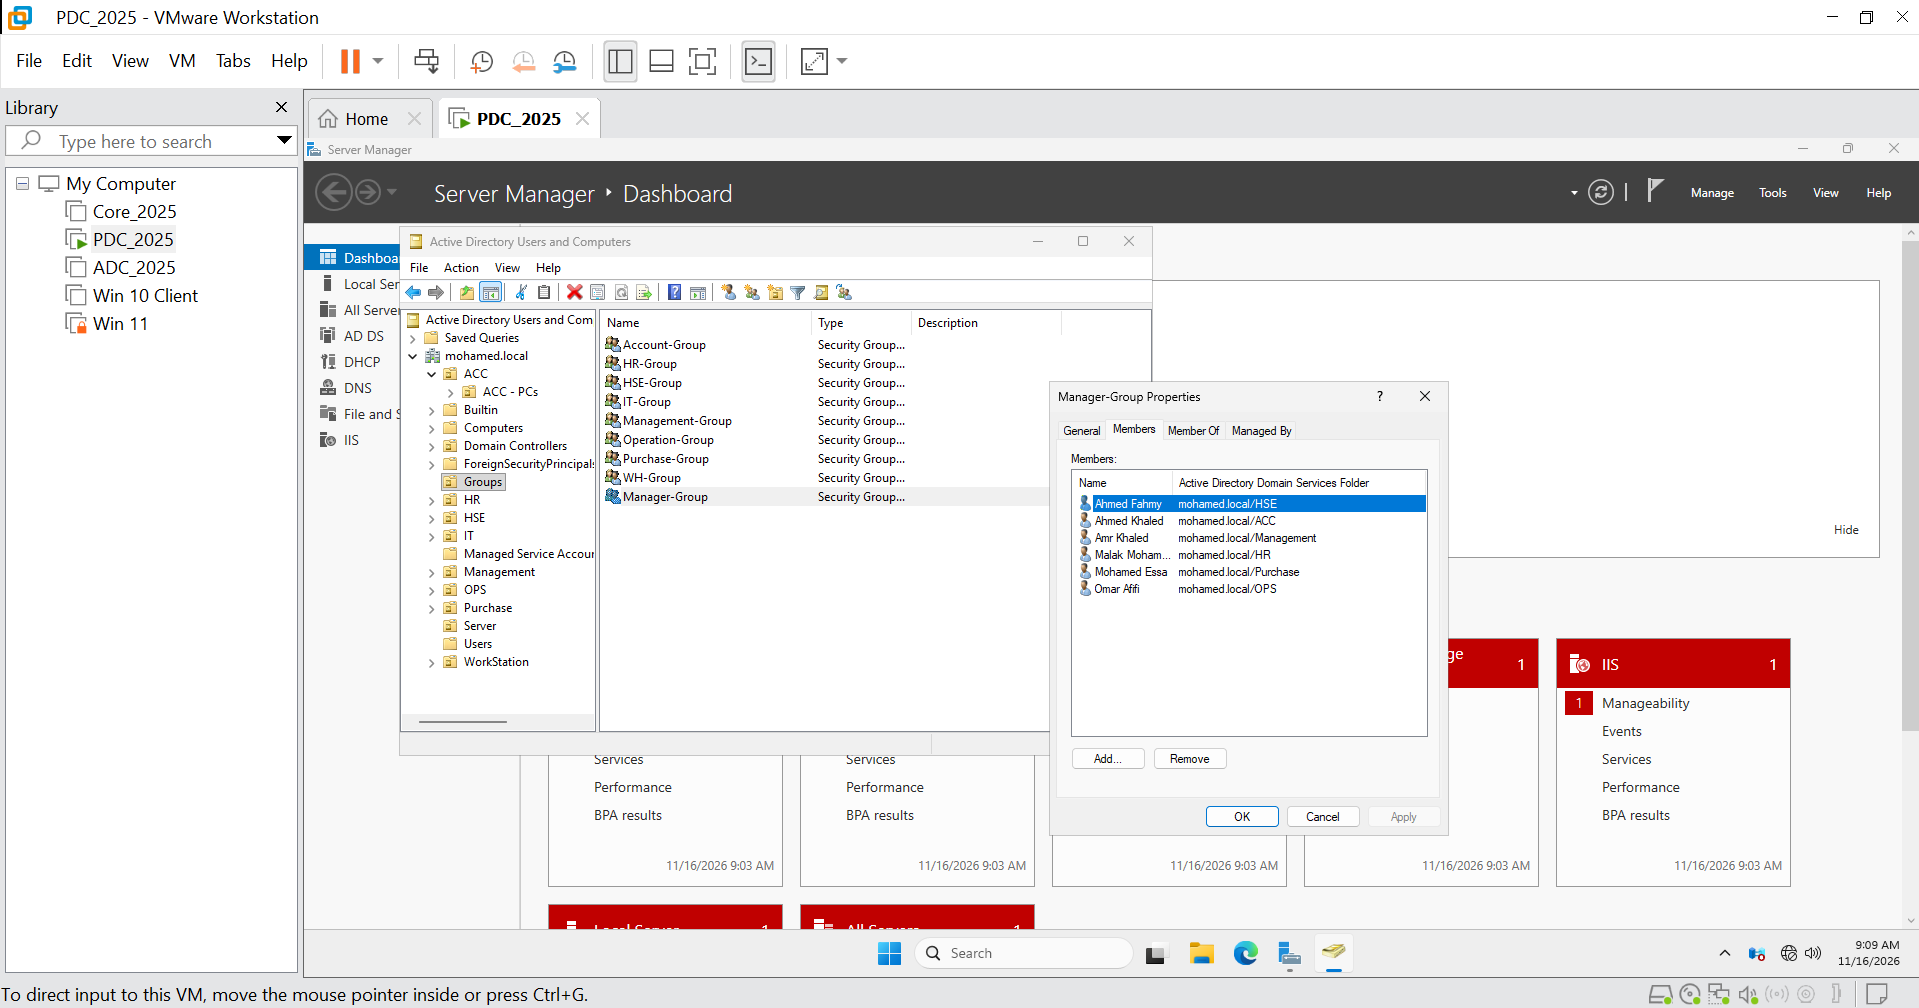 PDC_2025 - VMware Workstation
File Edit View VM Tabs Help
Library
Type here to search
My Computer
Core_2025
PDC_2025
ADC_2025
Win 10 Client
Win 11
Home
PDC_2025
Server Manager
Server Manager ‣ Dashboard
Manage Tools View Help
Dashboa
Local Ser
All Server
AD DS
DHCP
DNS
File and S
IIS
Active Directory Users and Computers
File Action View Help
Active Directory Users and Com
Saved Queries
mohamed.local
ACC
ACC - PCs
Builtin
Computers
Domain Controllers
ForeignSecurityPrincipals
Groups
HR
HSE
IT
Managed Service Accour
Management
OPS
Purchase
Server
Users
WorkStation
Name Type Description
Account-Group Security Group...
HR-Group Security Group...
HSE-Group Security Group...
IT-Group Security Group...
Management-Group Security Group...
Operation-Group Security Group...
Purchase-Group Security Group...
WH-Group Security Group...
Manager-Group Security Group...
Manager-Group Properties
?
General Members Member Of Managed By
Members:
Name Active Directory Domain Services Folder
Ahmed Fahmy mohamed.local/HSE
Ahmed Khaled mohamed.local/ACC
Amr Khaled mohamed.local/Management
Malak Moham... mohamed.local/HR
Mohamed Essa mohamed.local/Purchase
Omar Afifi mohamed.local/OPS
Add... Remove
OK Cancel Apply
Hide
ge 1
IIS 1
1 Manageability
Events
Services
Performance
BPA results
11/16/2026 9:03 AM
Services
Performance
BPA results
11/16/2026 9:03 AM
Services
Performance
BPA results
11/16/2026 9:03 AM
11/16/2026 9:03 AM
11/16/2026 9:03 AM
Local Server 1
All Servers 1
Search
9:09 AM
11/16/2026
To direct input to this VM, move the mouse pointer inside or press Ctrl+G.